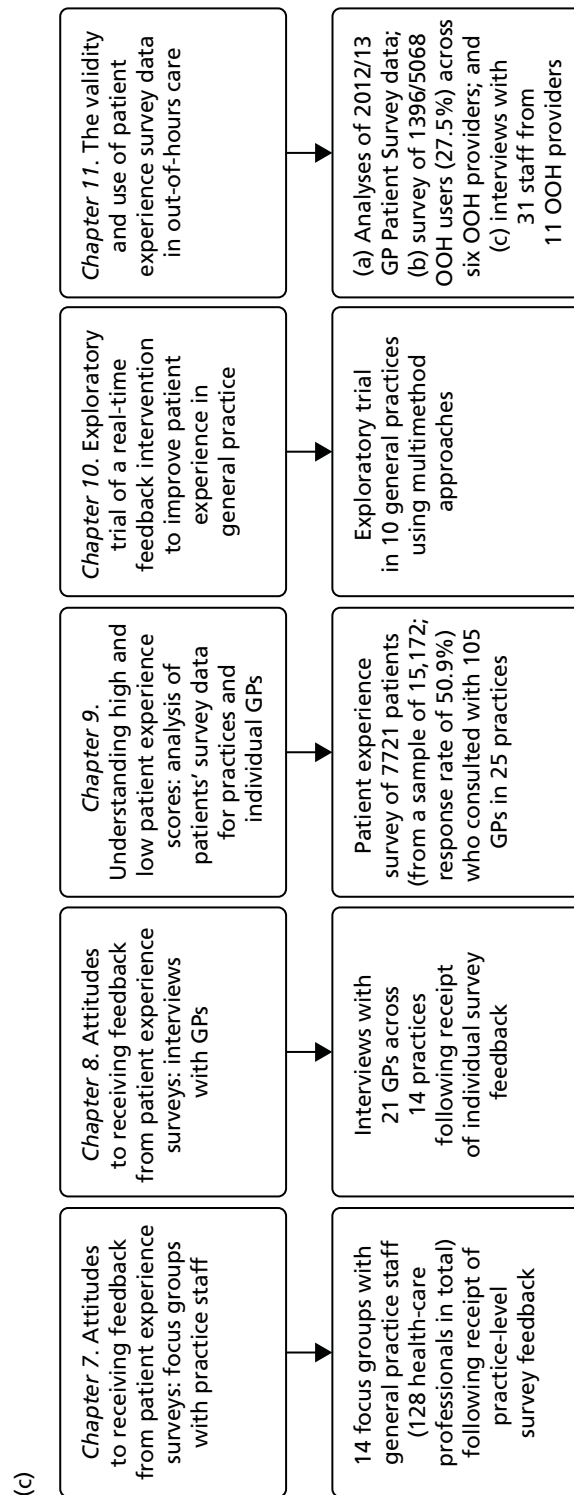 (c)
Chapter 7. Attitudes
to receiving feedback
from patient experience
surveys: focus groups
with practice staff
14 focus groups with
general practice staff
(128 health-care
professionals in total)
following receipt of
practice-level
survey feedback
Chapter 8. Attitudes
to receiving feedback
from patient experience
surveys: interviews
with GPs
Interviews with
21 GPs across
14 practices
following receipt
of individual survey
feedback
Chapter 9.
Understanding high and
low patient experience
scores: analysis of
patients’ survey data
for practices and
individual GPs
Patient experience
survey of 7721 patients
(from a sample of 15,172;
response rate of 50.9%)
who consulted with 105
GPs in 25 practices
Chapter 10. Exploratory
trial of a real-time
feedback intervention
to improve patient
experience in
general practice
Exploratory trial
in 10 general practices
using multimethod
approaches
Chapter 11. The validity
and use of patient
experience survey data
in out-of-hours care
(a) Analyses of 2012/13
GP Patient Survey data;
(b) survey of 1396/5068
OOH users (27.5%) across
six OOH providers; and
(c) interviews with
31 staff from
11 OOH providers